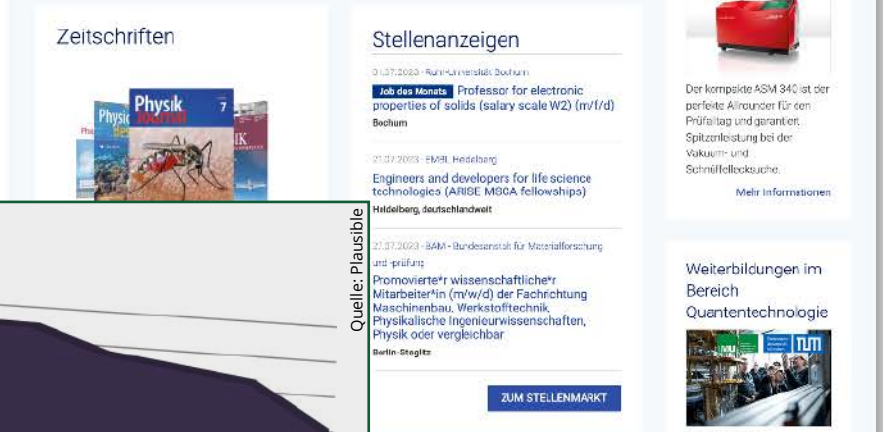 Zeitschriften
Physik
Journal
7
Physik
Quelle: Plausible
Stellenanzeigen
01.07.2023 - Ruhr-Universität Bochum
Job des Monats Professor for electronic
properties of solids (salary scale W2) (m/f/d)
Bochum
21.07.2023 - EMBL Heidelberg
Engineers and developers for life science
technologies (ARISE MSCA fellowships)
Heidelberg, deutschlandweit
27.07.2023 - BAM - Bundesanstalt für Materialforschung
und -prüfung
Promovierte*r wissenschaftliche*r
Mitarbeiter*in (m/w/d) der Fachrichtung
Maschinenbau, Werkstofftechnik,
Physikalische Ingenieurwissenschaften,
Physik oder vergleichbar
Berlin-Steglitz
ZUM STELLENMARKT
Der kompakte ASM 340 ist der
perfekte Allrounder für den
Prüfalltag und garantiert
Spitzenleistung bei der
Vakuum- und
Schnüffellecksuche.
Mehr Informationen
Weiterbildungen im
Bereich
Quantentechnologie
LMU
TUM